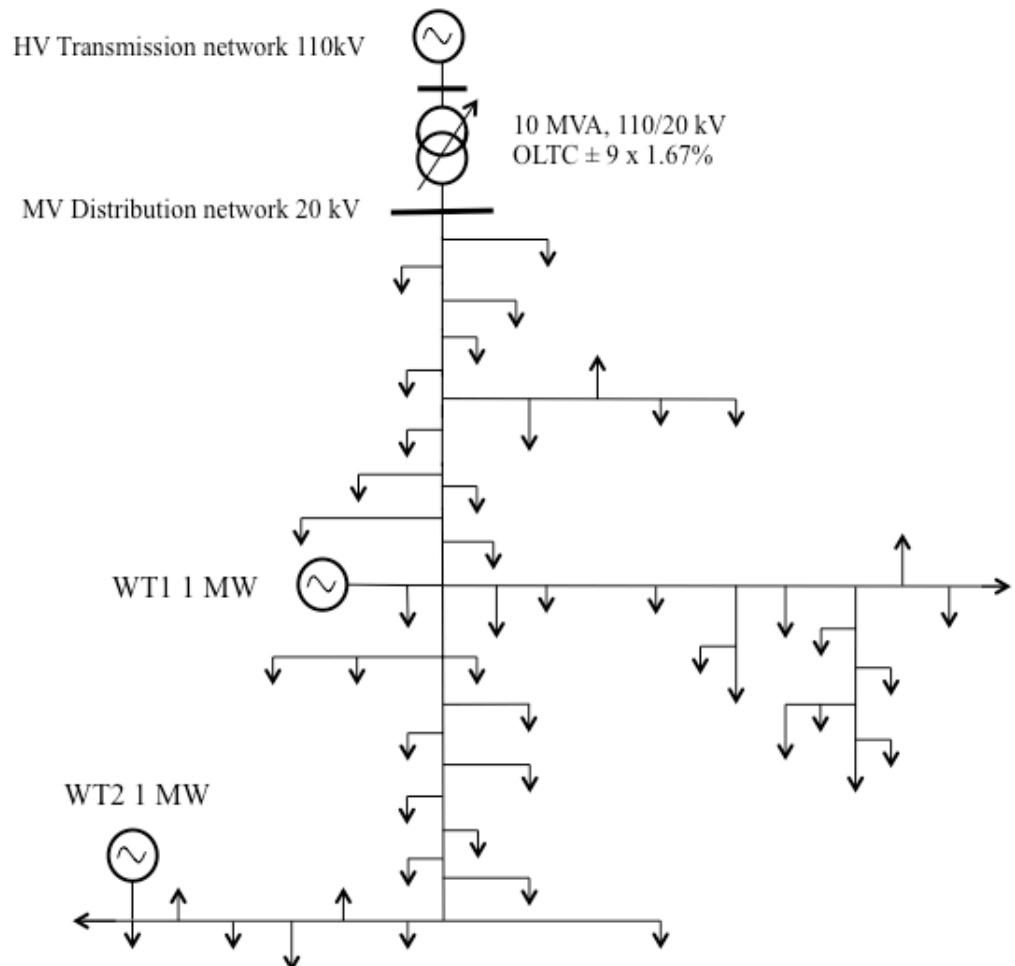 HV Transmission network 110kV
10 MVA, 110/20 kV
OLTC ± 9 x 1.67%
MV Distribution network 20 kV
WT1 1 MW
WT2 1 MW